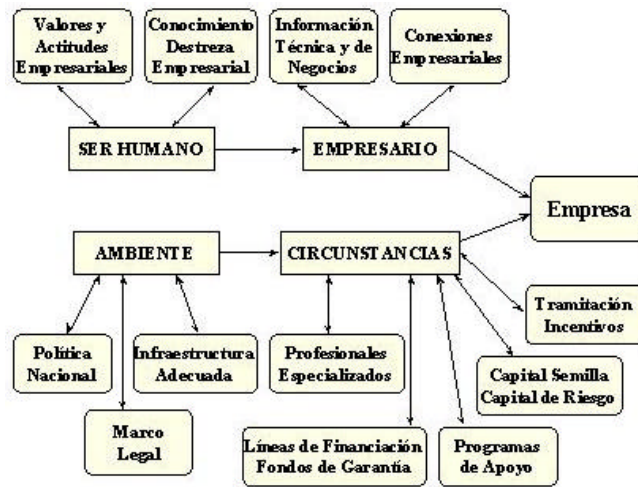 Valores y
Actitudes
Empresariales
Conocimiento
Destreza
Empresarial
Información
Técnica y de
Negocios
Conexiones
Empresariales
SER HUMANO
EMPRESARIO
Empresa
AMBIENTE
CIRCUNSTANCIAS
Tramitación
Incentivos
Política
Nacional
Infraestructura
Adecuada
Profesionales
Especializados
Capital Semilla
Capital de Riesgo
Marco
Legal
Líneas de Financiación
Fondos de Garantía
Programas
de Apoyo